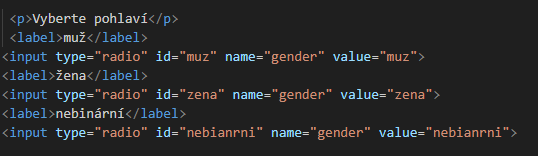 <p>Vyberte pohlaví</p>
<label>muž</label>
<input type="radio" id="muz" name="gender" value="muz">
<label>žena</label>
<input type="radio" id="zena" name="gender" value="zena">
<label>nebinární</label>
<input type="radio" id="nebianrni" name="gender" value="nebianrni">